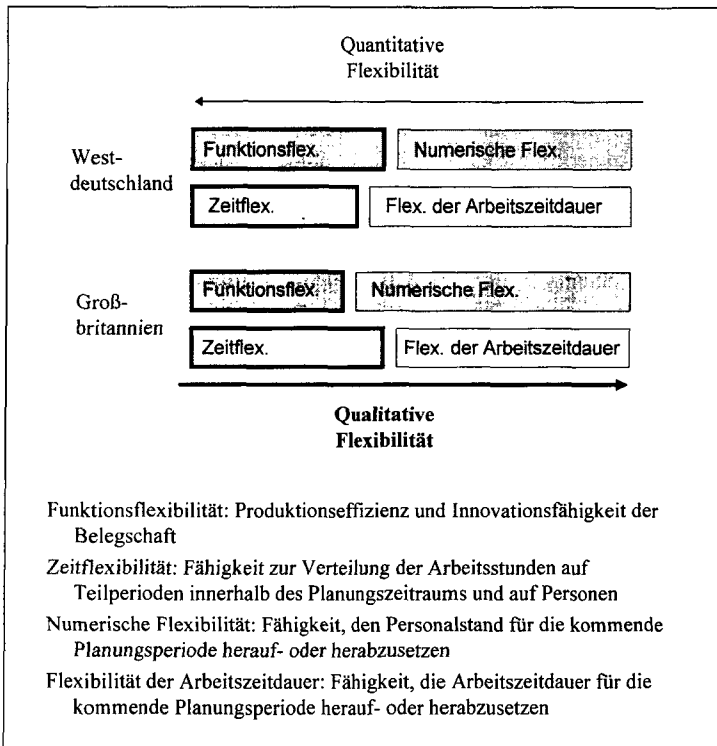 Quantitative
Flexibilität
West-
deutschland
Funktionsflex.
Numerische Flex.
Zeitflex.
Flex. der Arbeitszeitdauer
Groß-
britannien
Funktionsflex.
Numerische Flex.
Zeitflex.
Flex. der Arbeitszeitdauer
Qualitative
Flexibilität
Funktionsflexibilität: Produktionseffizienz und Innovationsfähigkeit der
Belegschaft
Zeitflexibilität: Fähigkeit zur Verteilung der Arbeitsstunden auf
Teilperioden innerhalb des Planungszeitraums und auf Personen
Numerische Flexibilität: Fähigkeit, den Personalstand für die kommende
Planungsperiode herauf- oder herabzusetzen
Flexibilität der Arbeitszeitdauer: Fähigkeit, die Arbeitszeitdauer für die
kommende Planungsperiode herauf- oder herabzusetzen